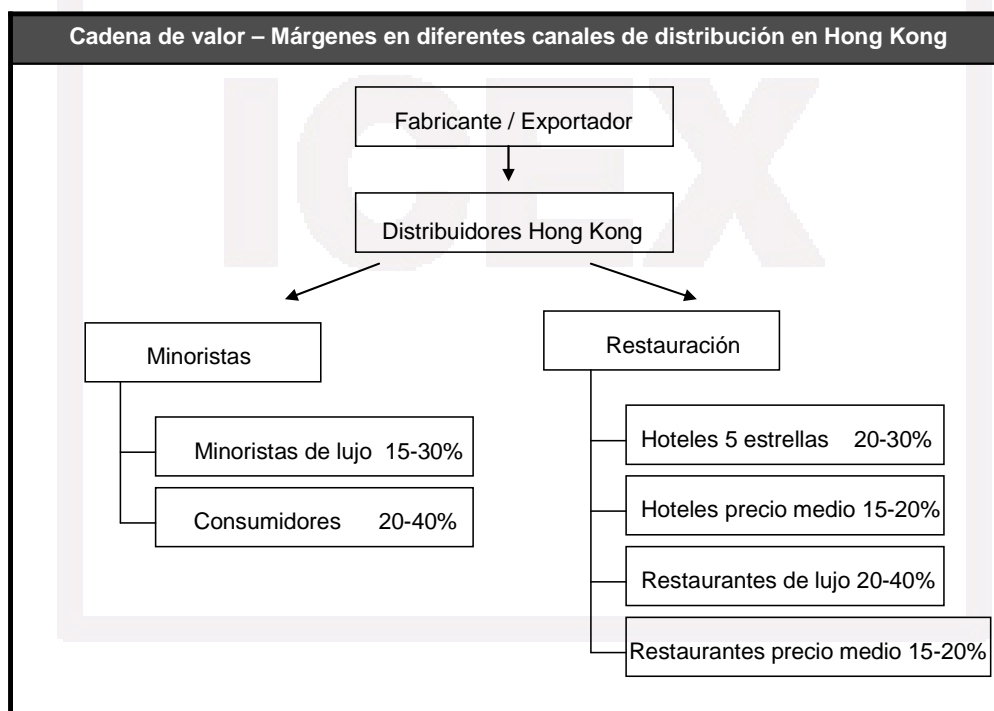 Cadena de valor – Márgenes en diferentes canales de distribución en Hong Kong
ICEX
Fabricante / Exportador
Distribuidores Hong Kong
Minoristas
Minoristas de lujo 15-30%
Consumidores 20-40%
Restauración
Hoteles 5 estrellas 20-30%
Hoteles precio medio 15-20%
Restaurantes de lujo 20-40%
Restaurantes precio medio 15-20%